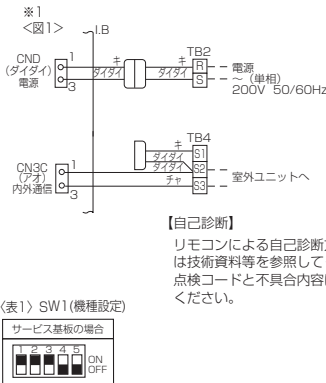 ※1
<図1>
I.B
CND
(ダイダイ)
電源
1
3
キ
ダイダイ
キ
ダイダイ
TB2
R
S
電源
～(単相)
200V 50/60Hz
CN3C
(アオ)
内外通信
1
3
キ
ダイダイ
ダイダイ
チャ
TB4
S1
S2
S3
室外ユニットへ
【自己診断】
リモコンによる自己診断
は技術資料等を参照して
点検コードと不具合内容
ください。
〈表1〉SW1(機種設定)
サービス基板の場合
1 2 3 4 5
ON
OFF